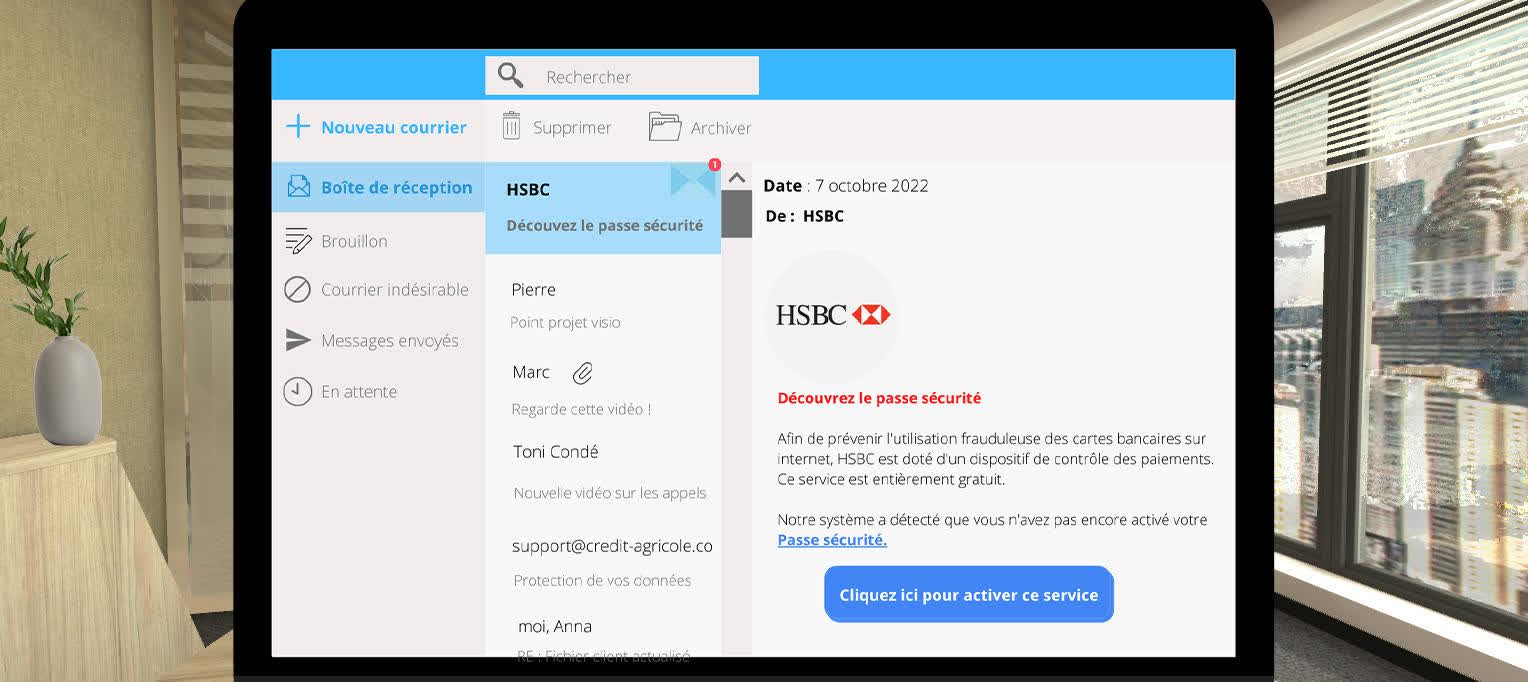 Rechercher
Nouveau courrier
Supprimer
Archiver
Boîte de réception
Brouillon
Courrier indésirable
Messages envoyés
En attente
1
HSBC
Découvez le passe sécurité
Pierre
Point projet visio
Marc
Regarde cette vidéo !
Toni Condé
Nouvelle vidéo sur les appels
support@credit-agricole.co
Protection de vos données
moi, Anna
RE : Fichier client actualisé
Date : 7 octobre 2022
De : HSBC
HSBC
Découvrez le passe sécurité
Afin de prévenir l'utilisation frauduleuse des cartes bancaires sur
internet, HSBC est doté d'un dispositif de contrôle des paiements.
Ce service est entièrement gratuit.
Notre système a détecté que vous n'avez pas encore activé votre
Passe sécurité.
Cliquez ici pour activer ce service